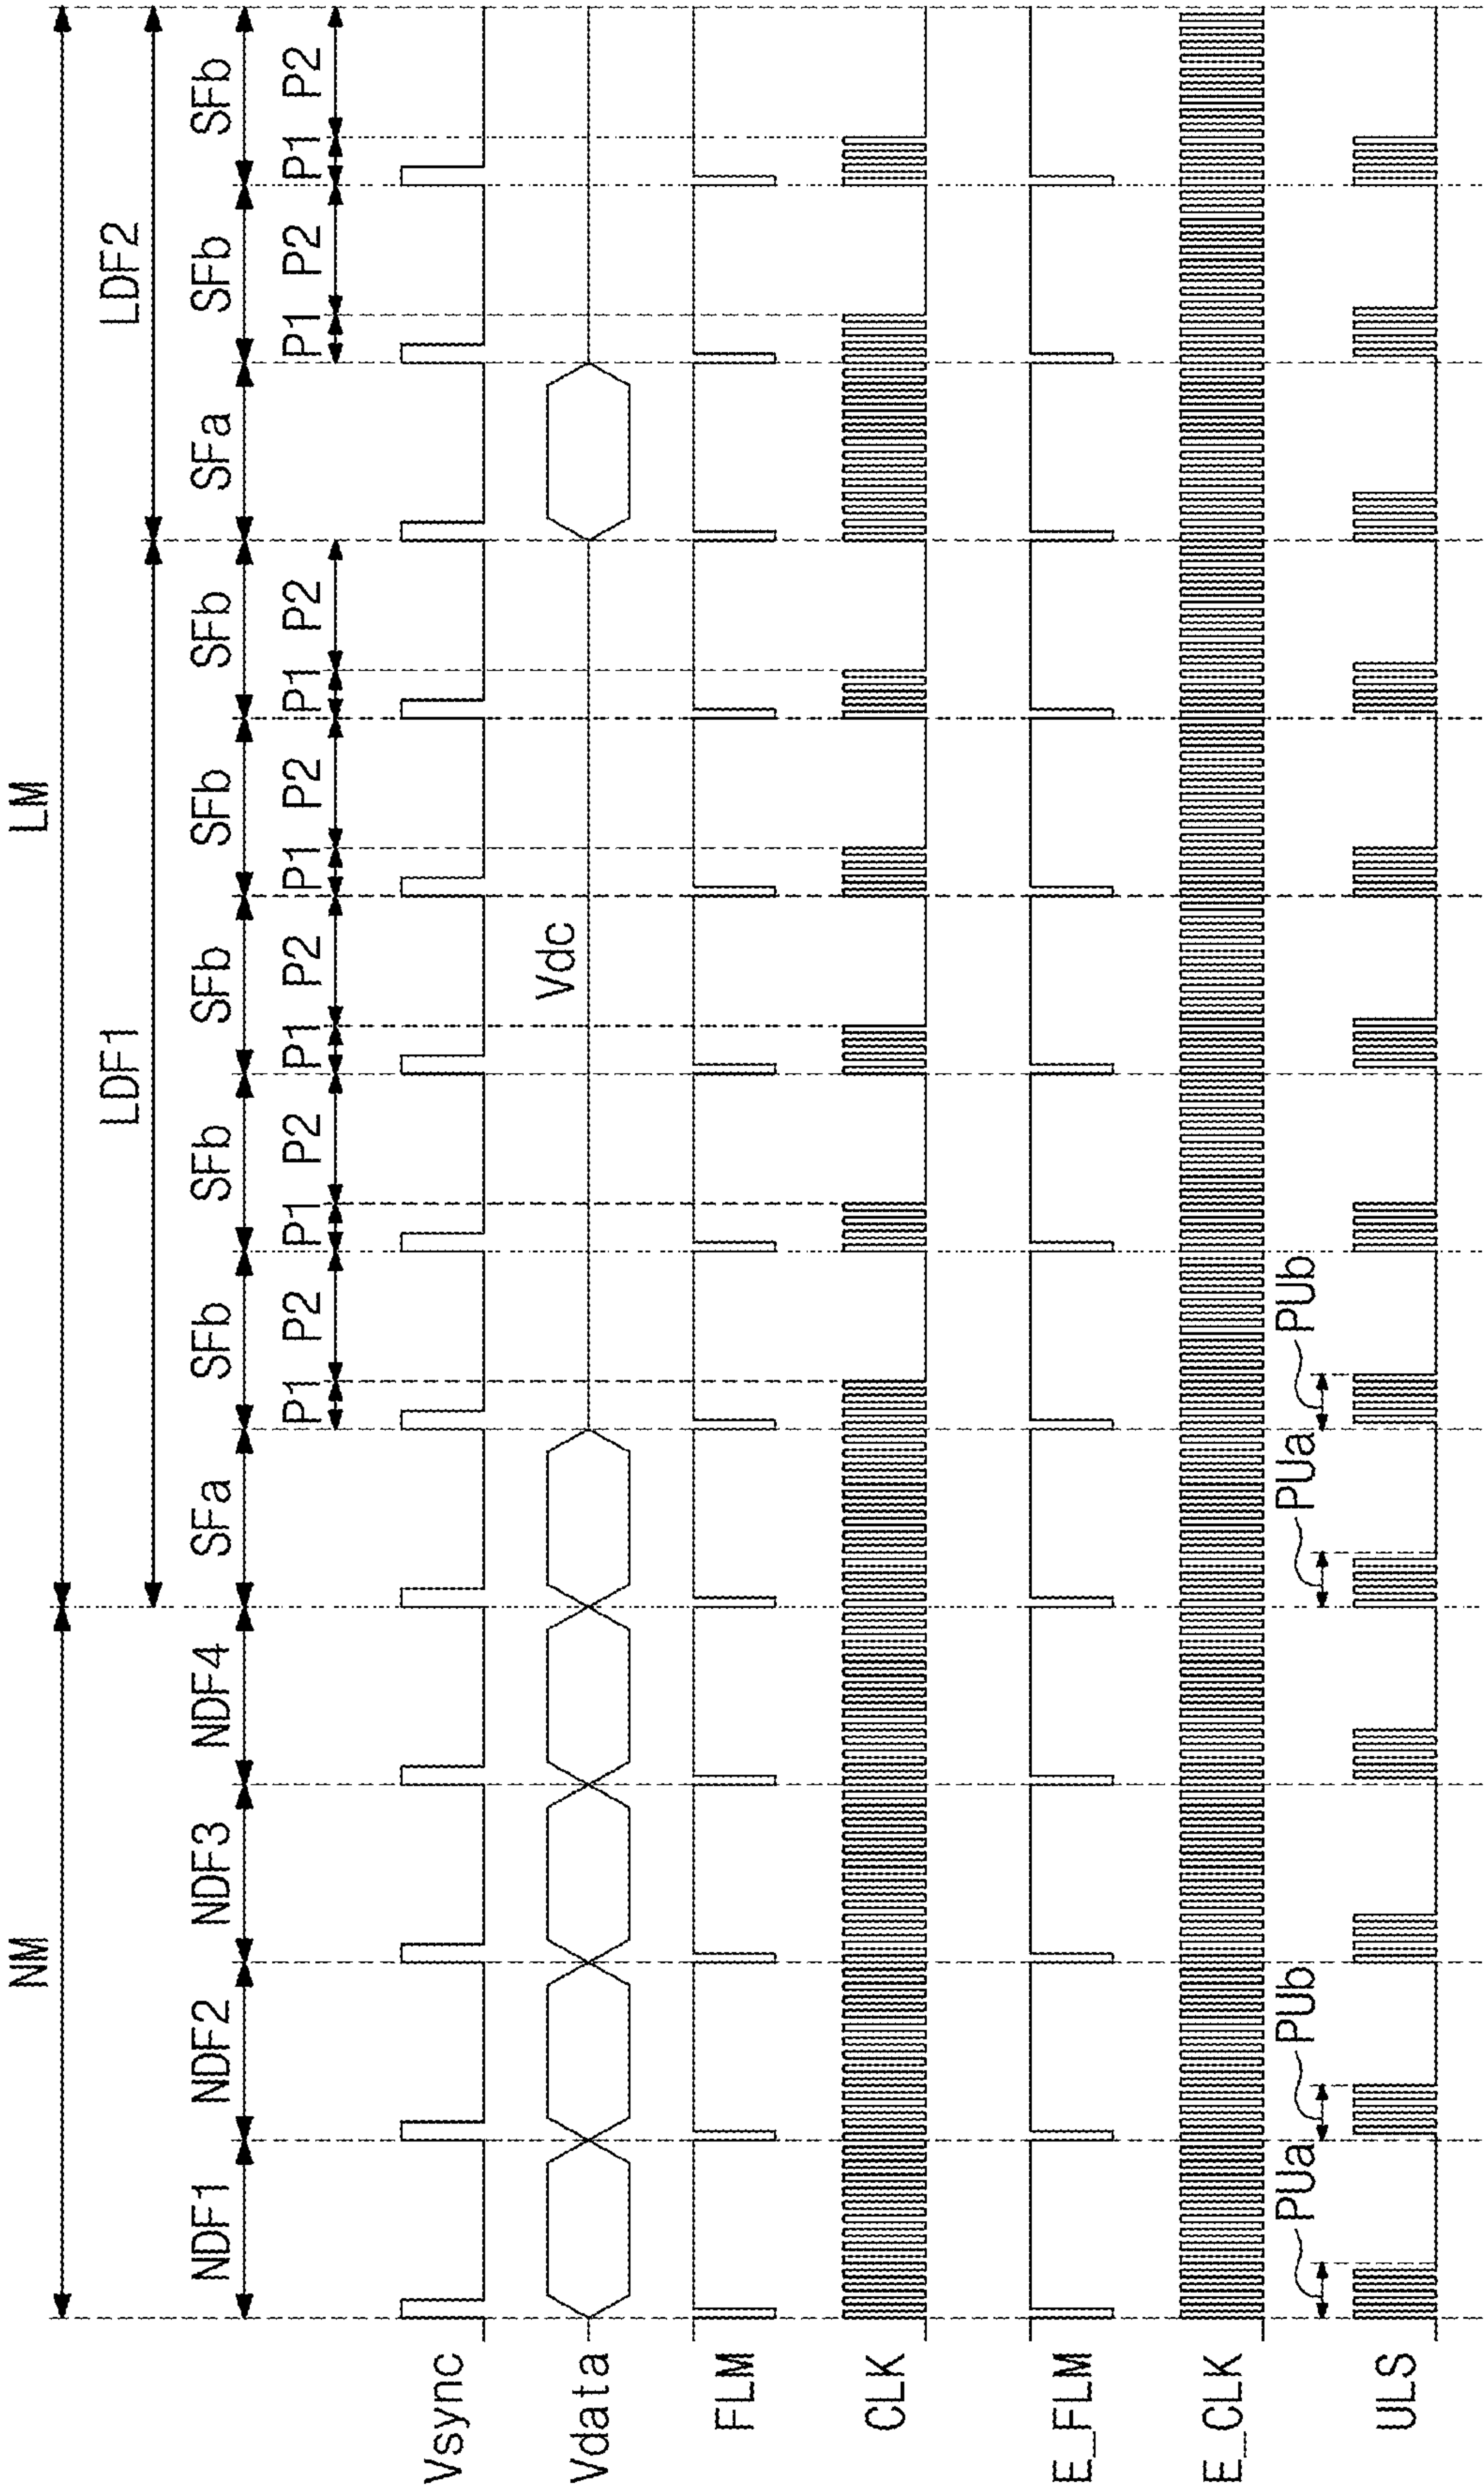 NM LM
LDF1 LDF2
NDF1 NDF2 NDF3 NDF4 SFa SFb SFb SFb SFb SFb SFa SFb SFb
P1 P2 P1 P2 P1 P2 P1 P2 P1 P2 P1 P2 P1 P2
Vsync
Vdc
Vdata
FLM
CLK
E_FLM
E_CLK
PUa PUb PUa PUb
ULS